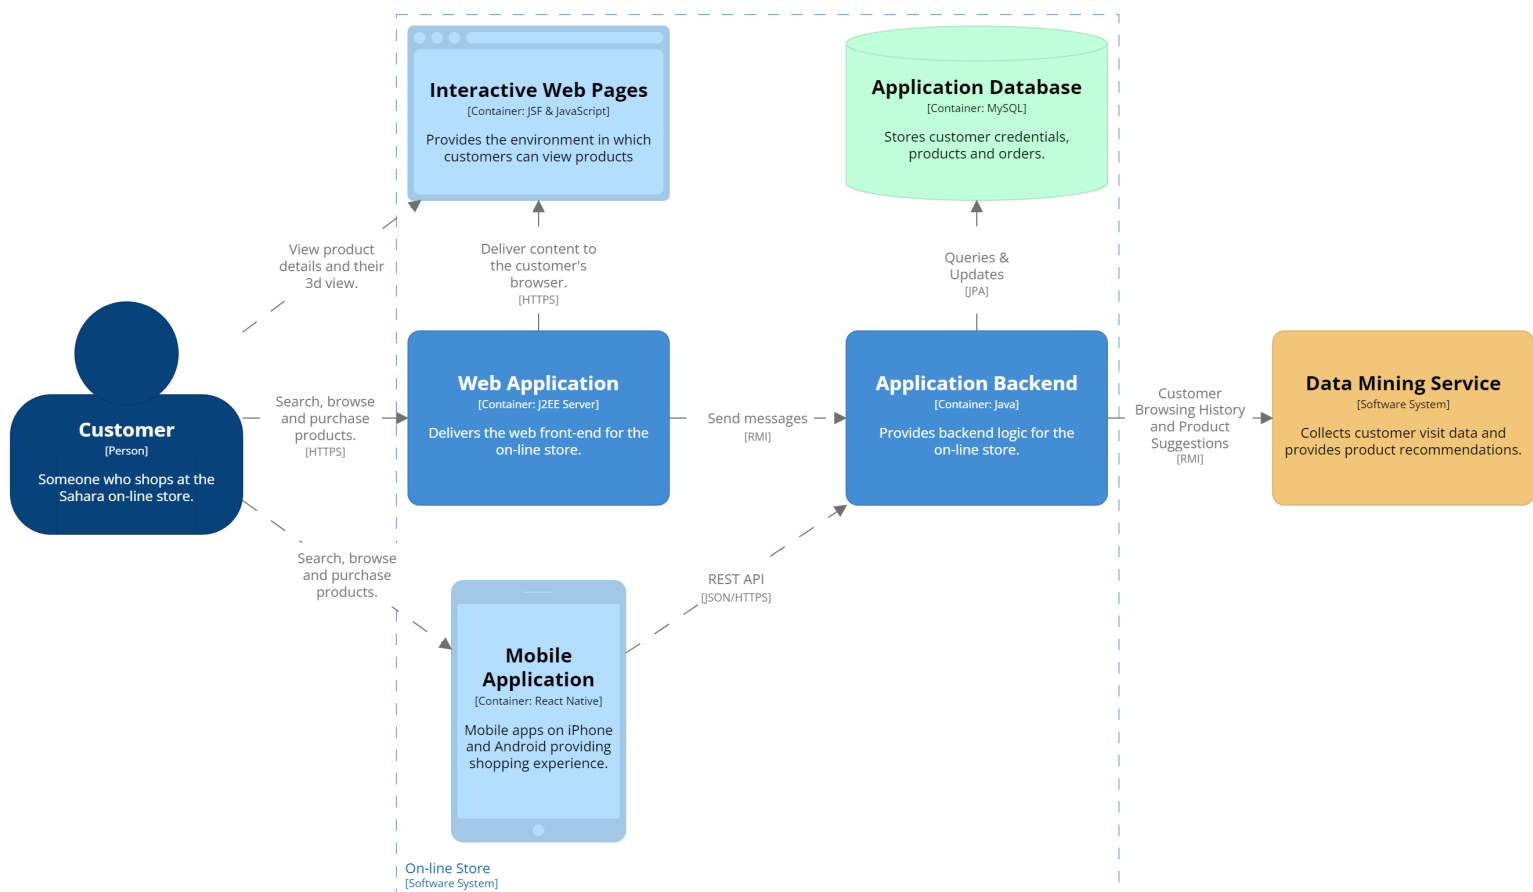 Interactive Web Pages
[Container: JSF & JavaScript]
Provides the environment in which
customers can view products
Application Database
[Container: MySQL]
Stores customer credentials,
products and orders.
View product
details and their
3d view.
Deliver content to
the customer's
browser.
[HTTPS]
Queries &
Updates
[JPA]
Customer
[Person]
Someone who shops at the
Sahara on-line store.
Search, browse
and purchase
products.
[HTTPS]
Web Application
[Container: J2EE Server]
Delivers the web front-end for the
on-line store.
Send messages
[RMI]
Application Backend
[Container: Java]
Provides backend logic for the
on-line store.
Customer
Browsing History
and Product
Suggestions
[RMI]
Data Mining Service
[Software System]
Collects customer visit data and
provides product recommendations.
Search, browse
and purchase
products.
REST API
[JSON/HTTPS]
Mobile
Application
[Container: React Native]
Mobile apps on iPhone
and Android providing
shopping experience.
On-line Store
[Software System]